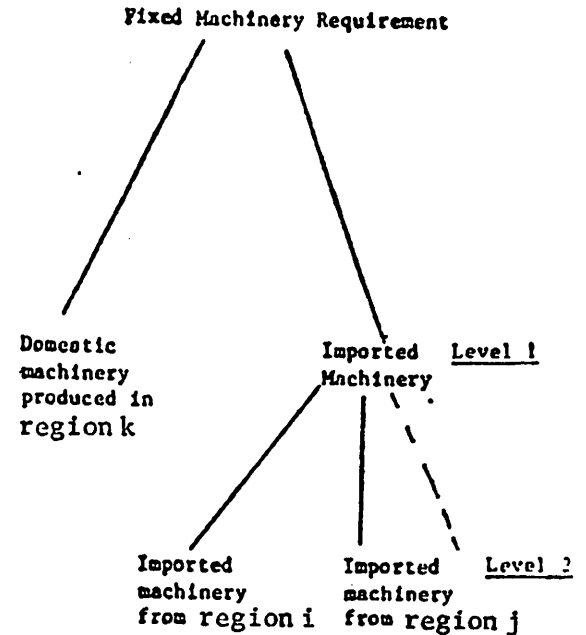 Fixed Machinery Requirement
Domestic
machinery
produced in
region k
Imported
Machinery
Level 1
Imported
machinery
from region i
Imported
machinery
from region j
Level 2